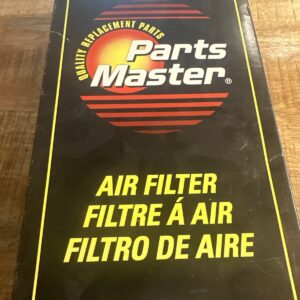 QUALITY REPLACEMENT PARTS
Parts
Master®
AIR FILTER
FILTRE Á AIR
FILTRO DE AIRE